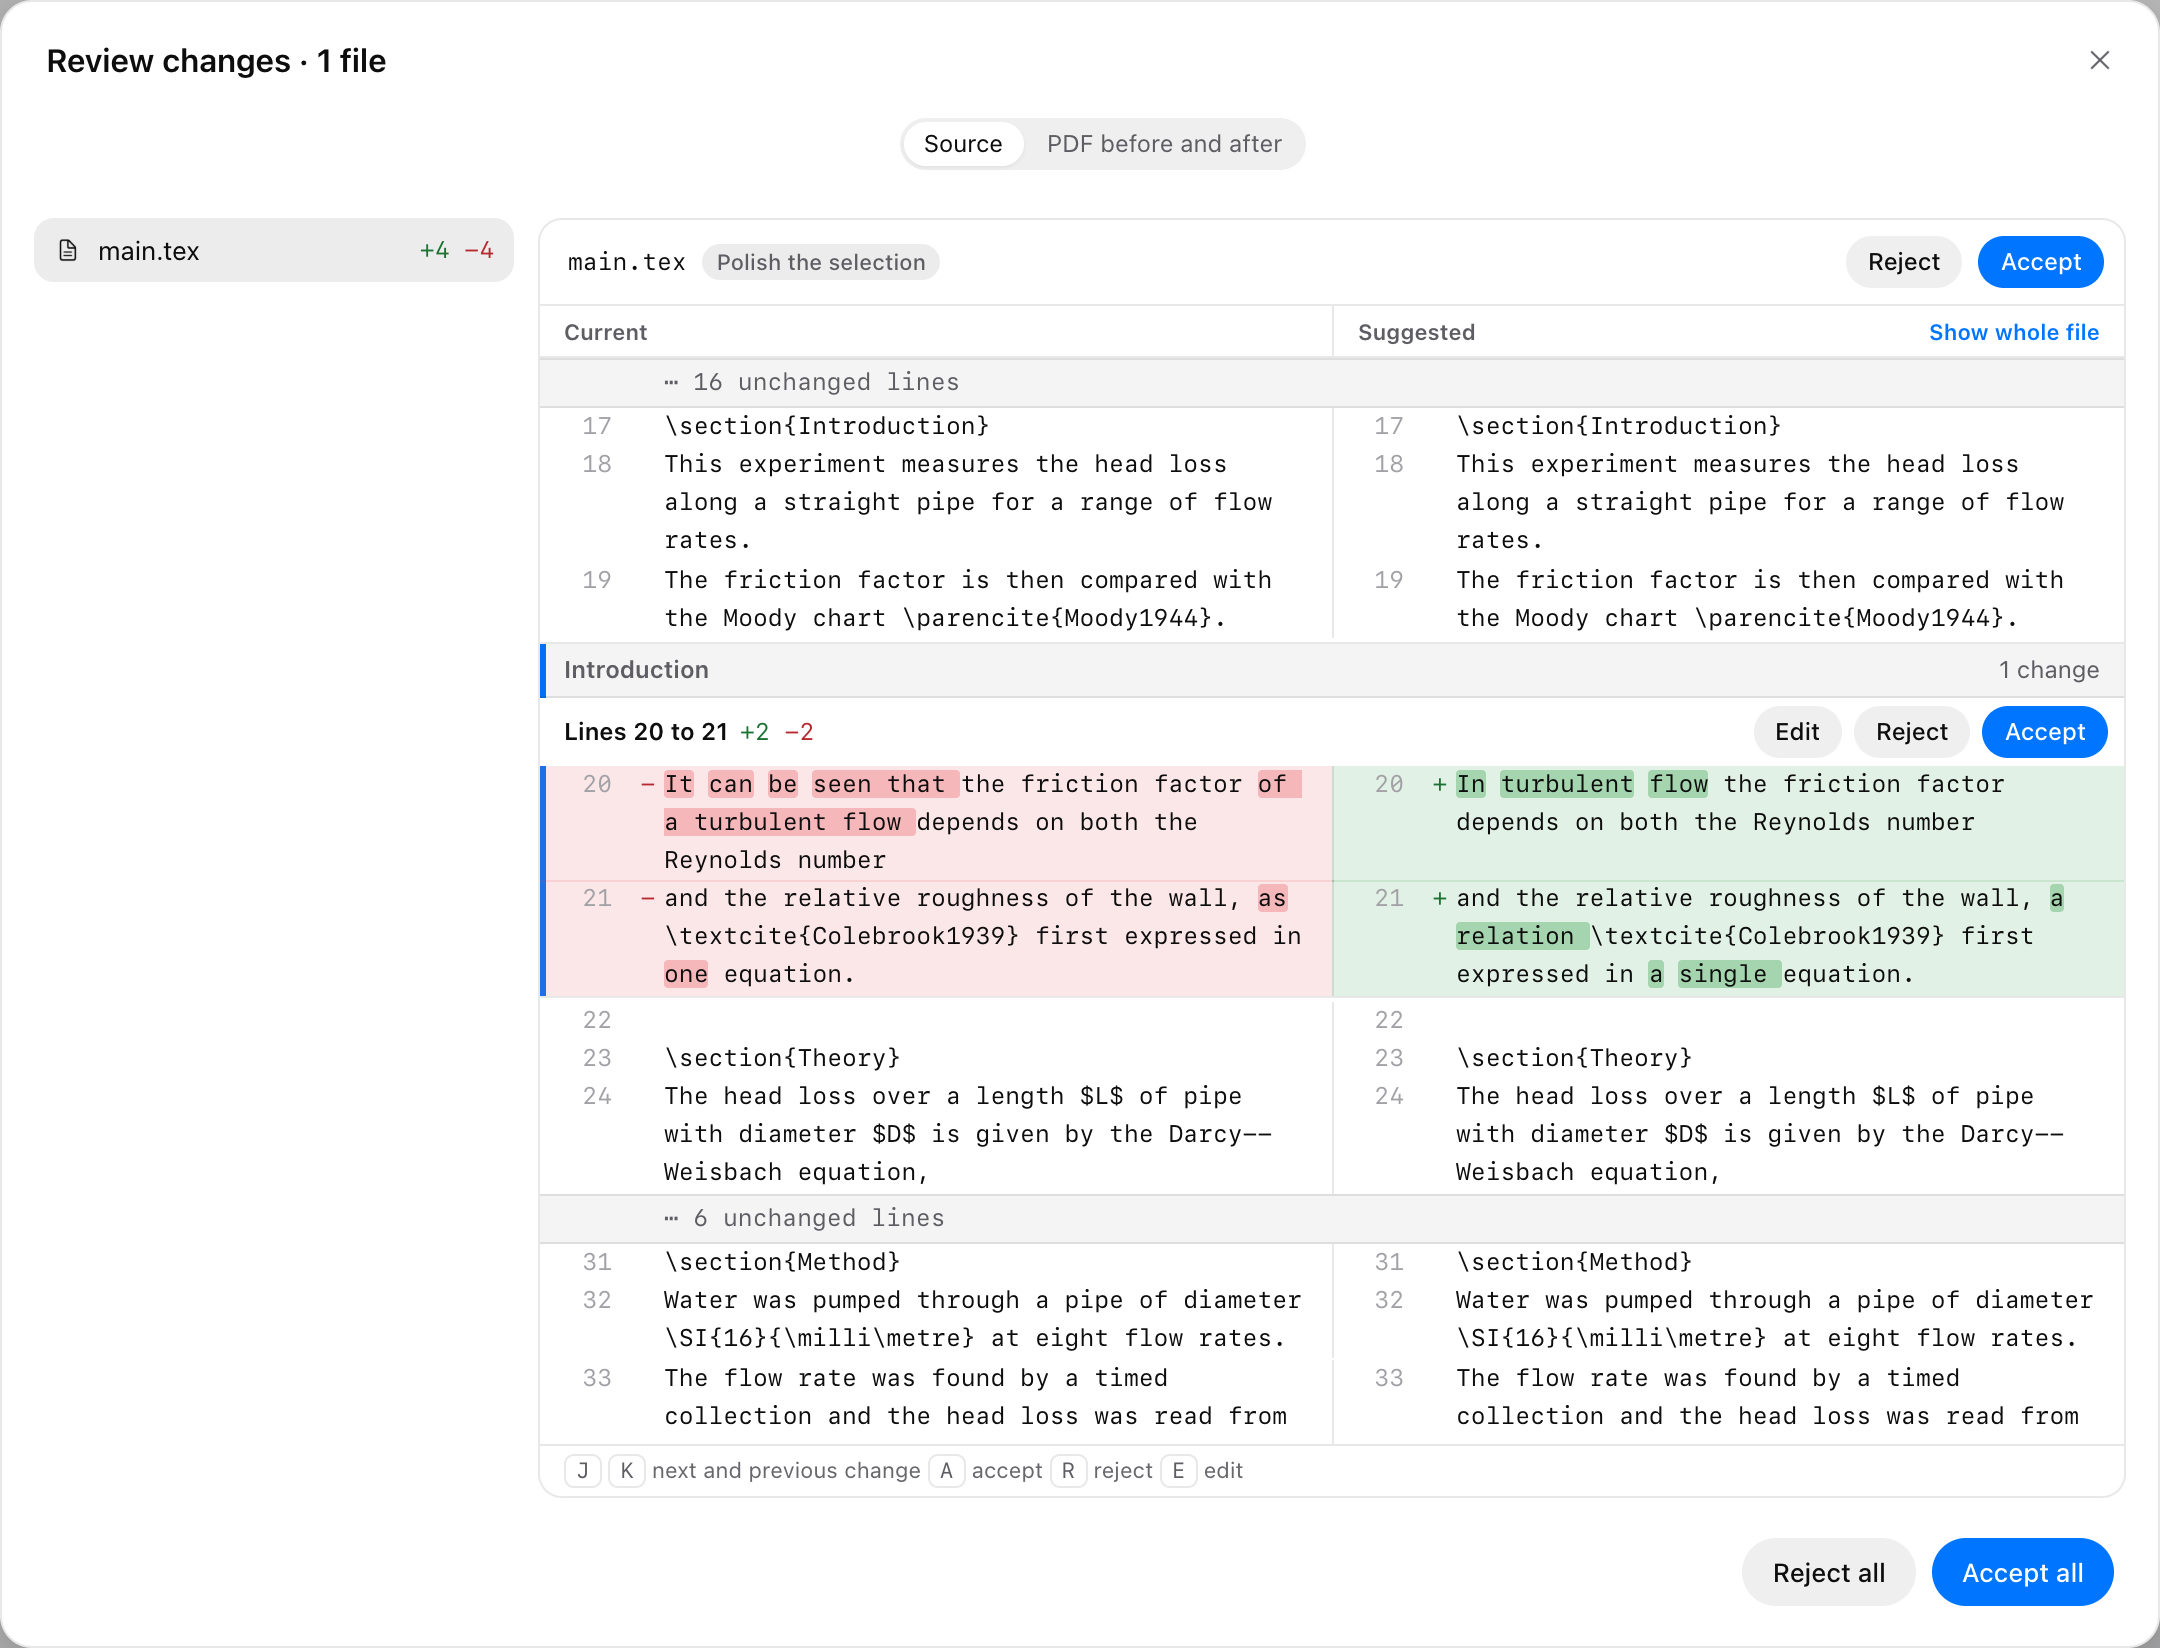 Review changes · 1 file
Source PDF before and after
main.tex +4 −4
main.tex Polish the selection Reject Accept
Current Suggested Show whole file
⋯ 16 unchanged lines
17 \section{Introduction} 17 \section{Introduction}
18 This experiment measures the head loss 18 This experiment measures the head loss
along a straight pipe for a range of flow along a straight pipe for a range of flow
rates. rates.
19 The friction factor is then compared with 19 The friction factor is then compared with
the Moody chart \parencite{Moody1944}. the Moody chart \parencite{Moody1944}.
Introduction 1 change
Lines 20 to 21 +2 −2 Edit Reject Accept
20 − It can be seen that the friction factor of 20 + In turbulent flow the friction factor
a turbulent flow depends on both the depends on both the Reynolds number
Reynolds number
21 − and the relative roughness of the wall, as 21 + and the relative roughness of the wall, a
\textcite{Colebrook1939} first expressed in relation \textcite{Colebrook1939} first
one equation. expressed in a single equation.
22 22
23 \section{Theory} 23 \section{Theory}
24 The head loss over a length $L$ of pipe 24 The head loss over a length $L$ of pipe
with diameter $D$ is given by the Darcy-- with diameter $D$ is given by the Darcy--
Weisbach equation, Weisbach equation,
⋯ 6 unchanged lines
31 \section{Method} 31 \section{Method}
32 Water was pumped through a pipe of diameter 32 Water was pumped through a pipe of diameter
\SI{16}{\milli\metre} at eight flow rates. \SI{16}{\milli\metre} at eight flow rates.
33 The flow rate was found by a timed 33 The flow rate was found by a timed
collection and the head loss was read from collection and the head loss was read from
J K next and previous change A accept R reject E edit
Reject all Accept all